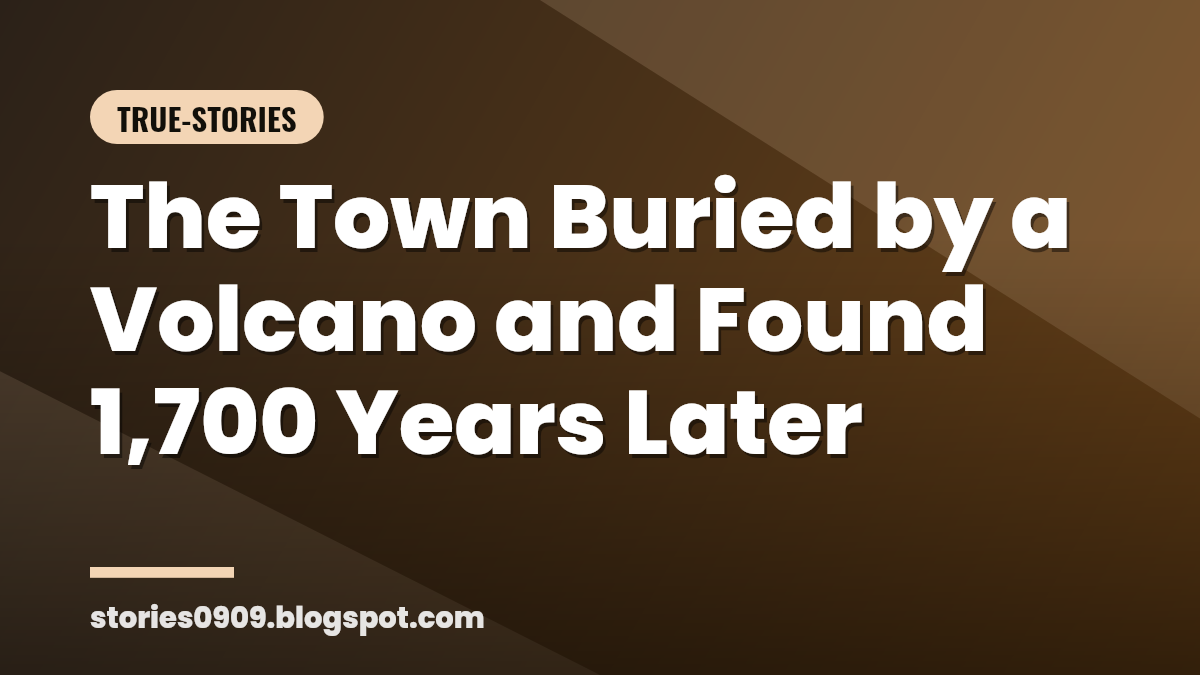 TRUE-STORIES
The Town Buried by a
Volcano and Found
1,700 Years Later
stories0909.blogspot.com